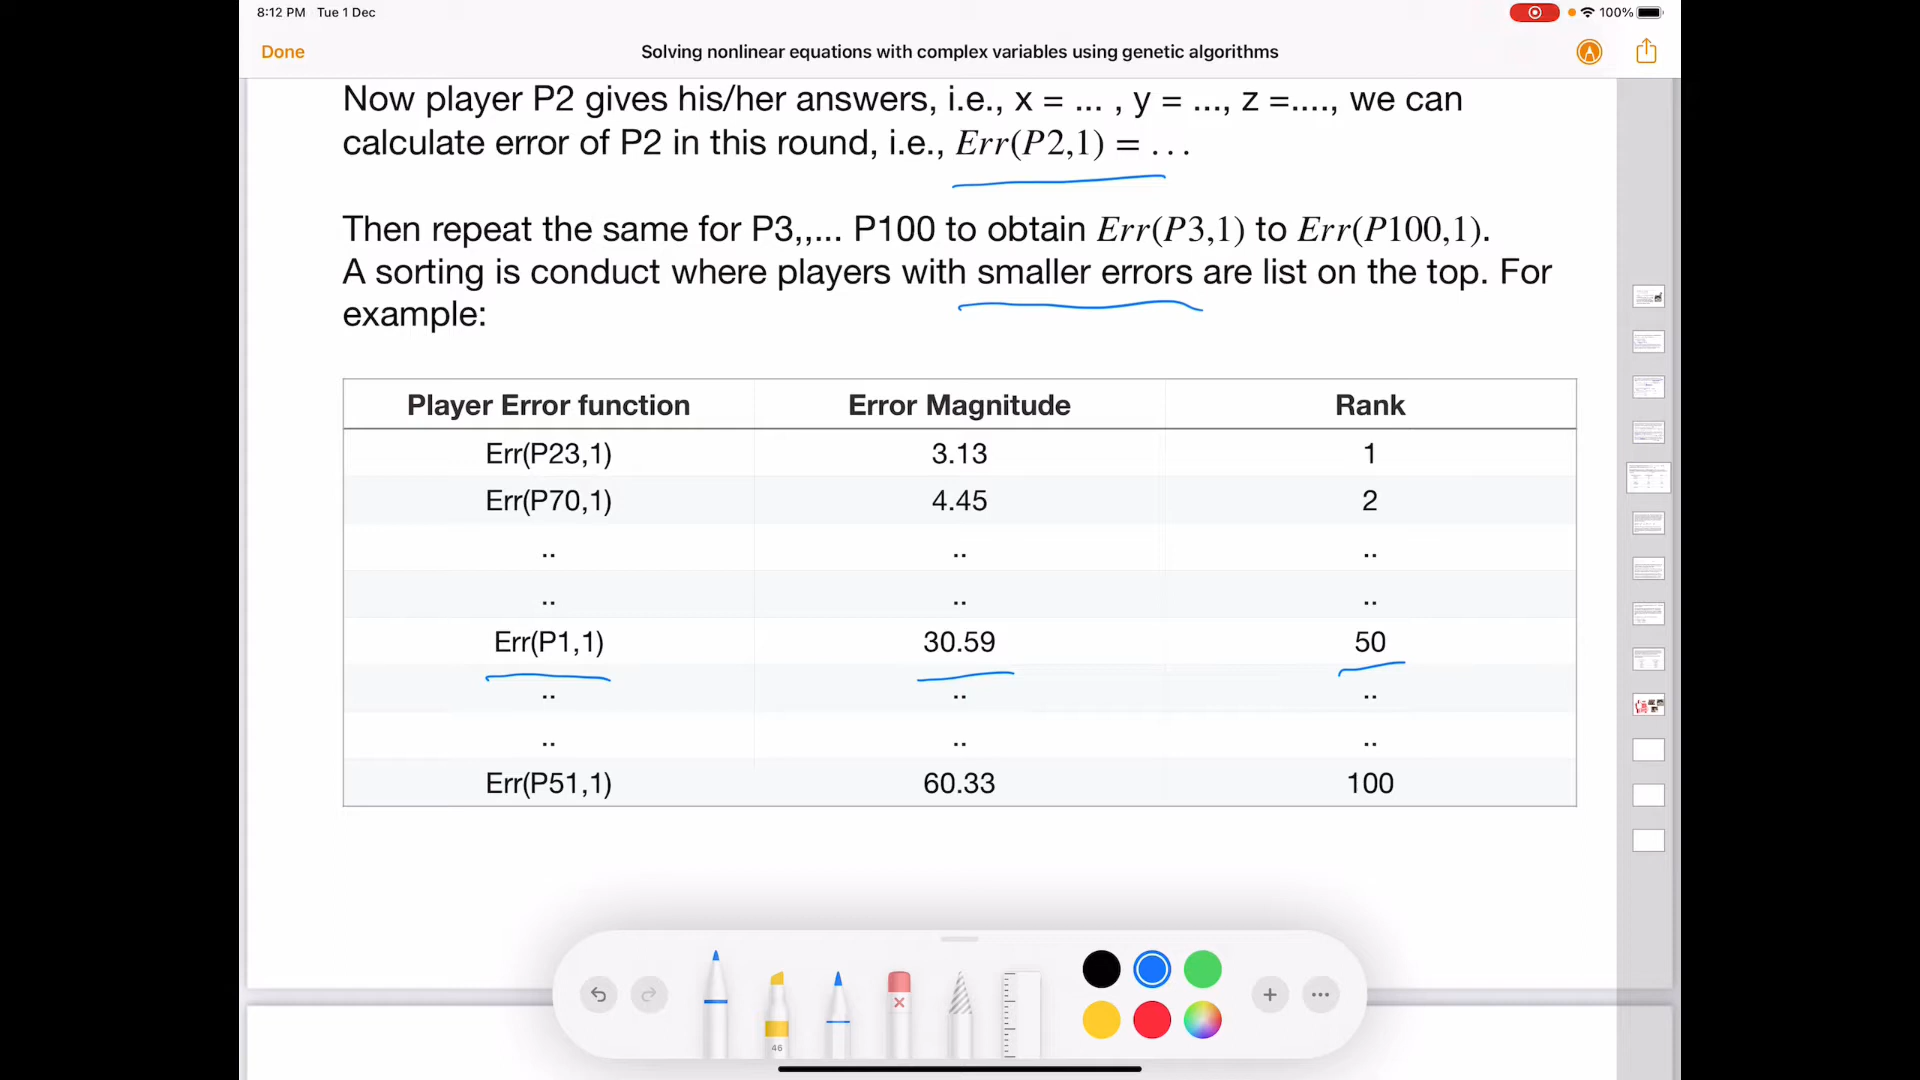 8:12 PM Tue 1 Dec
100%
Done
Solving nonlinear equations with complex variables using genetic algorithms
Now player P2 gives his/her answers, i.e., x = ... , y = ..., z =...., we can
calculate error of P2 in this round, i.e., Err(P2,1) = . . .
Then repeat the same for P3,,... P100 to obtain Err(P3,1) to Err(P100,1).
A sorting is conduct where players with smaller errors are list on the top. For
example:
Player Error function Error Magnitude Rank
Err(P23,1) 3.13 1
Err(P70,1) 4.45 2
.. .. ..
.. .. ..
Err(P1,1) 30.59 50
.. .. ..
.. .. ..
Err(P51,1) 60.33 100
46